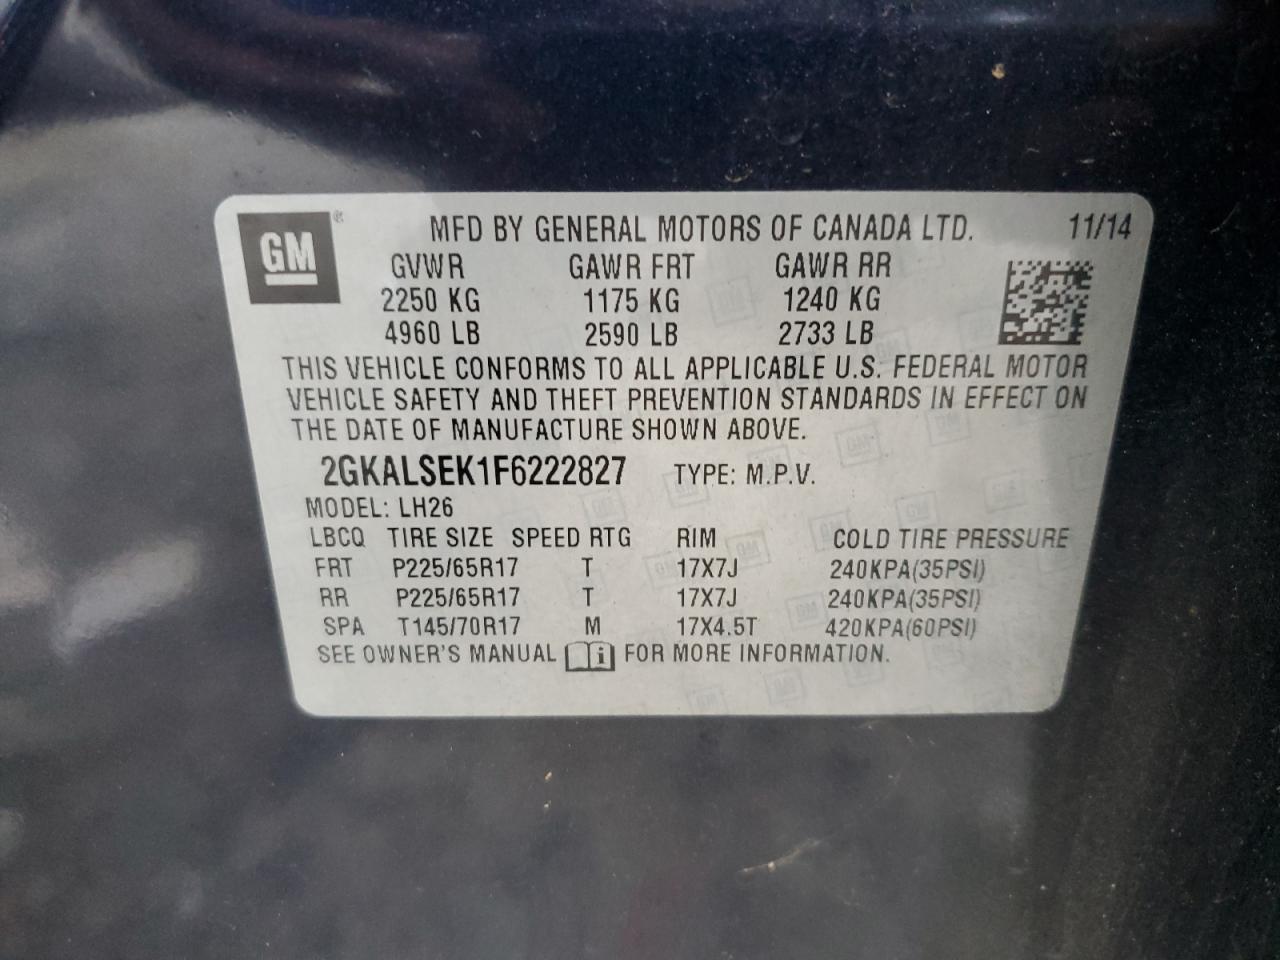 GM® MFD BY GENERAL MOTORS OF CANADA LTD. 11/14
GVWR GAWR FRT GAWR RR
2250 KG 1175 KG 1240 KG
4960 LB 2590 LB 2733 LB
THIS VEHICLE CONFORMS TO ALL APPLICABLE U.S. FEDERAL MOTOR
VEHICLE SAFETY AND THEFT PREVENTION STANDARDS IN EFFECT ON
THE DATE OF MANUFACTURE SHOWN ABOVE.
2GKALSEK1F6222827 TYPE: M.P.V.
MODEL: LH26
LBCQ TIRE SIZE SPEED RTG RIM COLD TIRE PRESSURE
FRT P225/65R17 T 17X7J 240KPA(35PSI)
RR P225/65R17 T 17X7J 240KPA(35PSI)
SPA T145/70R17 M 17X4.5T 420KPA(60PSI)
SEE OWNER'S MANUAL i FOR MORE INFORMATION.